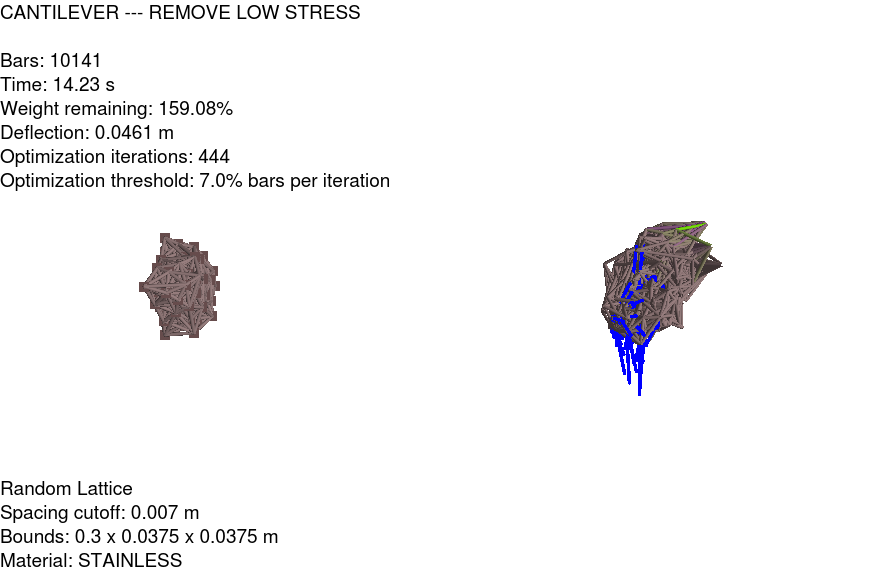 CANTILEVER --- REMOVE LOW STRESS
Bars: 10141
Time: 14.23 s
Weight remaining: 159.08%
Deflection: 0.0461 m
Optimization iterations: 444
Optimization threshold: 7.0% bars per iteration
Random Lattice
Spacing cutoff: 0.007 m
Bounds: 0.3 x 0.0375 x 0.0375 m
Material: STAINLESS